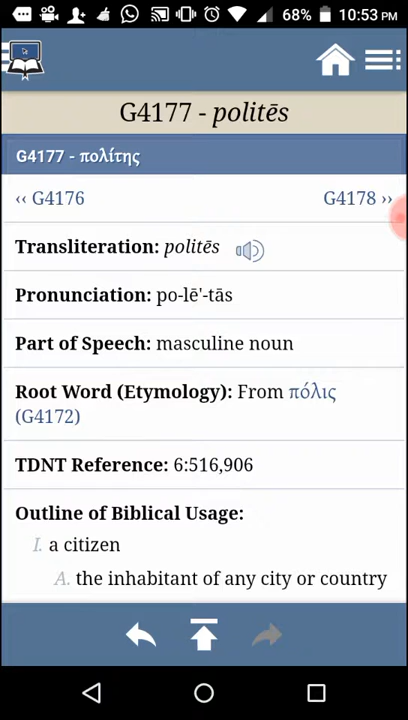 68% 10:53 PM
G4177 - politēs
G4177 - πολίτης
‹‹ G4176 G4178 ››
Transliteration: politēs
Pronunciation: po-lē'-tās
Part of Speech: masculine noun
Root Word (Etymology): From πόλις
(G4172)
TDNT Reference: 6:516,906
Outline of Biblical Usage:
I. a citizen
A. the inhabitant of any city or country